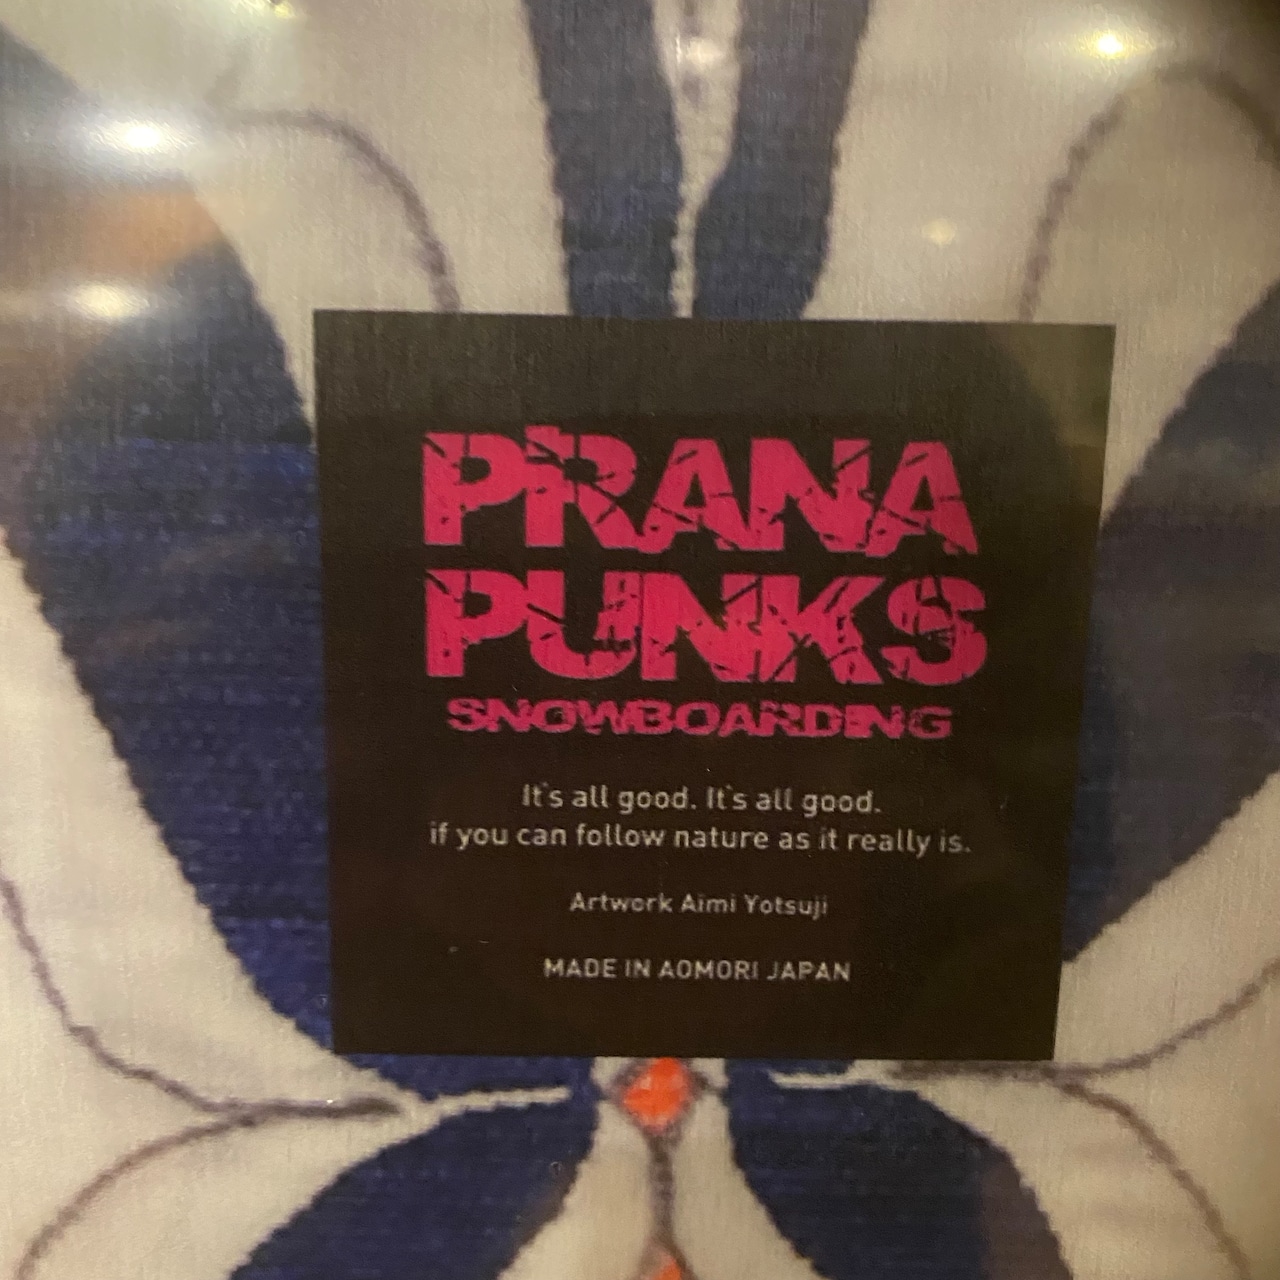 PRANA
PUNKS
SNOWBOARDING
It's all good. It's all good.
if you can follow nature as it really is.
Artwork Aimi Yotsuji
MADE IN AOMORI JAPAN